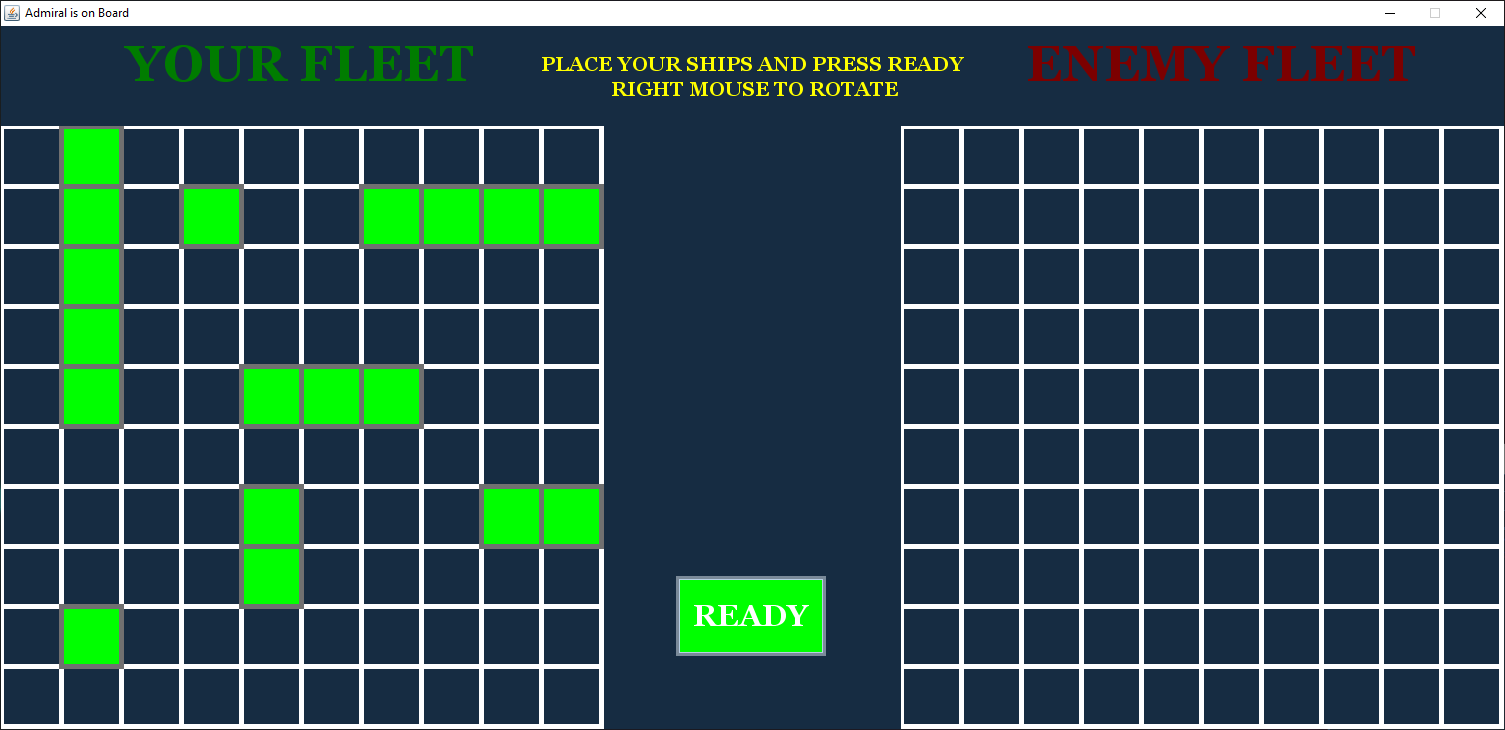 Admiral is on Board
YOUR FLEET
PLACE YOUR SHIPS AND PRESS READY
RIGHT MOUSE TO ROTATE
ENEMY FLEET
READY